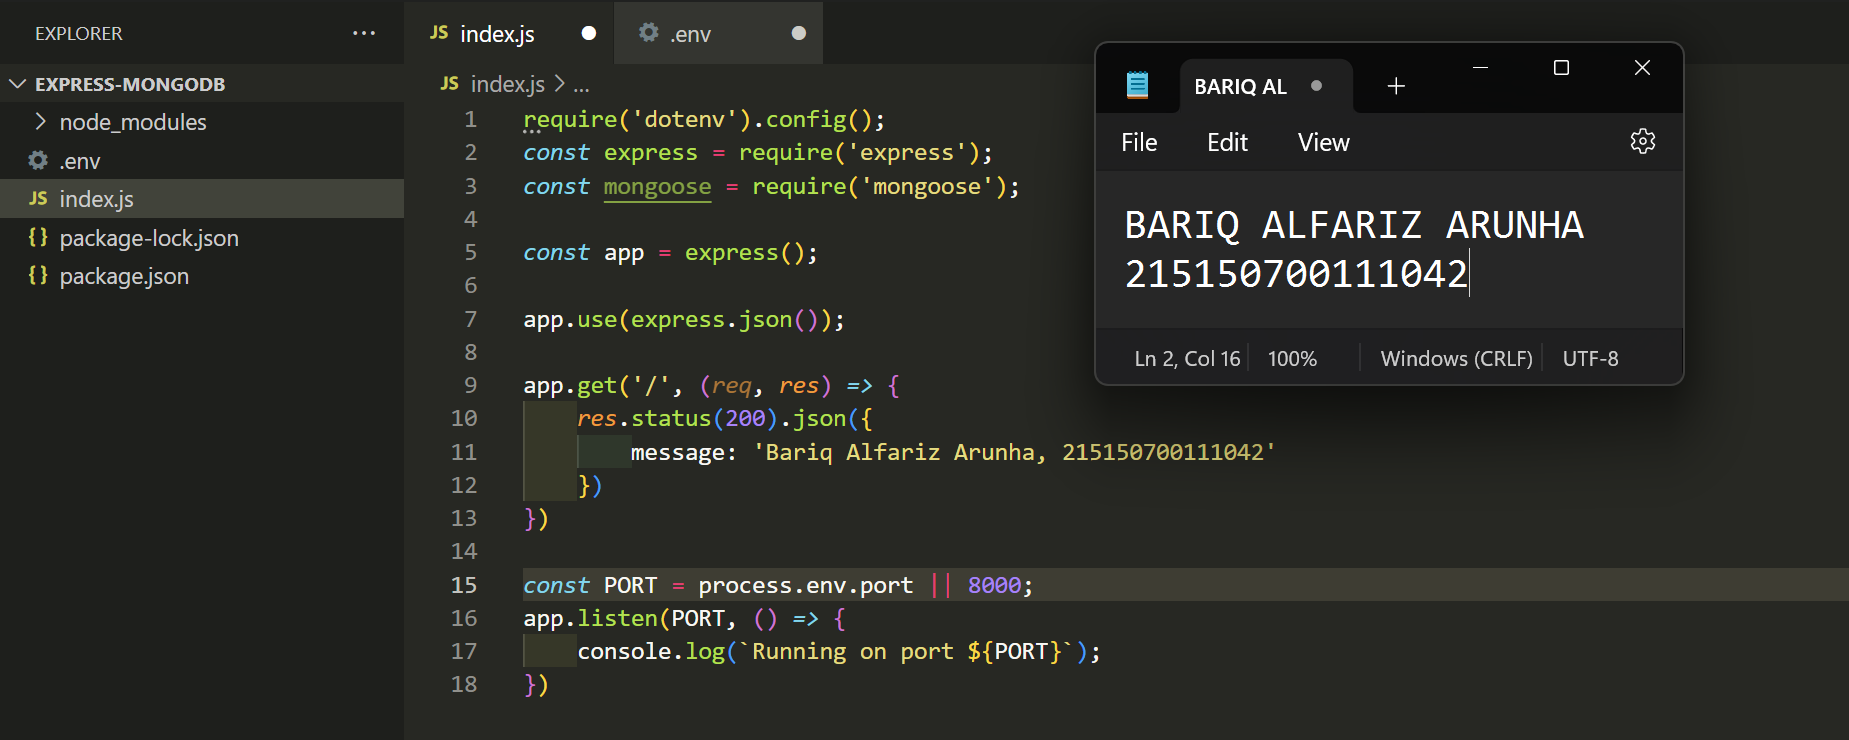 EXPLORER
EXPRESS-MONGODB
node_modules
.env
JS index.js
{} package-lock.json
{} package.json
JS index.js
.env
JS index.js > ...
1 require('dotenv').config();
2 const express = require('express');
3 const mongoose = require('mongoose');
4
5 const app = express();
6
7 app.use(express.json());
8
9 app.get('/', (req, res) => {
10 res.status(200).json({
11 message: 'Bariq Alfariz Arunha, 215150700111042'
12 })
13 })
14
15 const PORT = process.env.port || 8000;
16 app.listen(PORT, () => {
17 console.log(`Running on port ${PORT}`);
18 })
BARIQ AL
File Edit View
BARIQ ALFARIZ ARUNHA
215150700111042
Ln 2, Col 16 100% Windows (CRLF) UTF-8